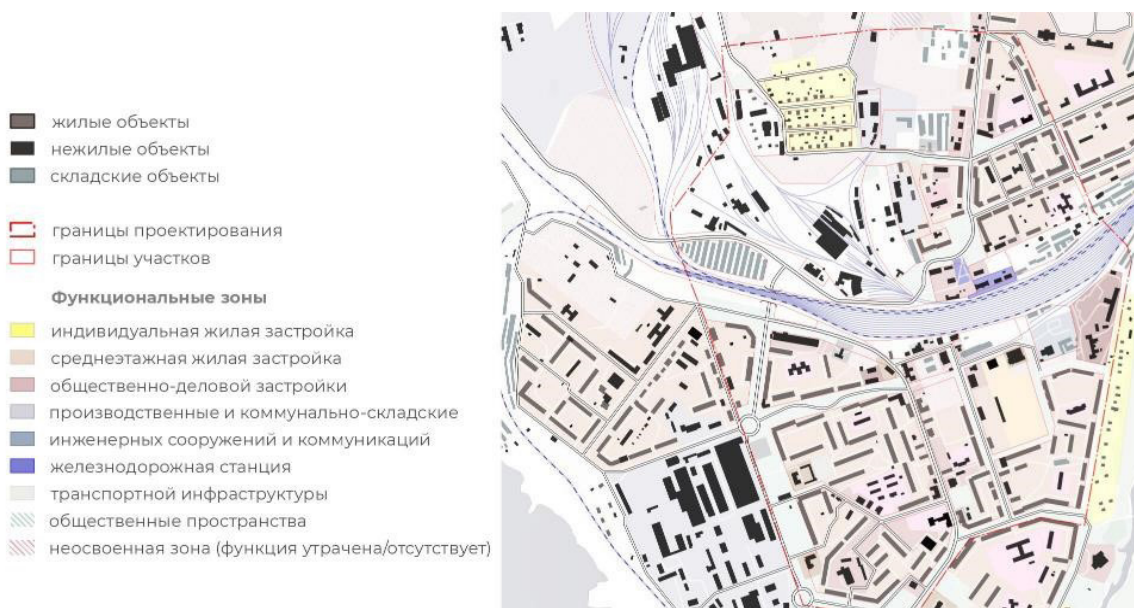 жилые объекты
нежилые объекты
складские объекты
границы проектирования
границы участков
Функциональные зоны
индивидуальная жилая застройка
среднеэтажная жилая застройка
общественно-деловой застройки
производственные и коммунально-складские
инженерных сооружений и коммуникаций
железнодорожная станция
транспортной инфраструктуры
общественные пространства
неосвоенная зона (функция утрачена/отсутствует)